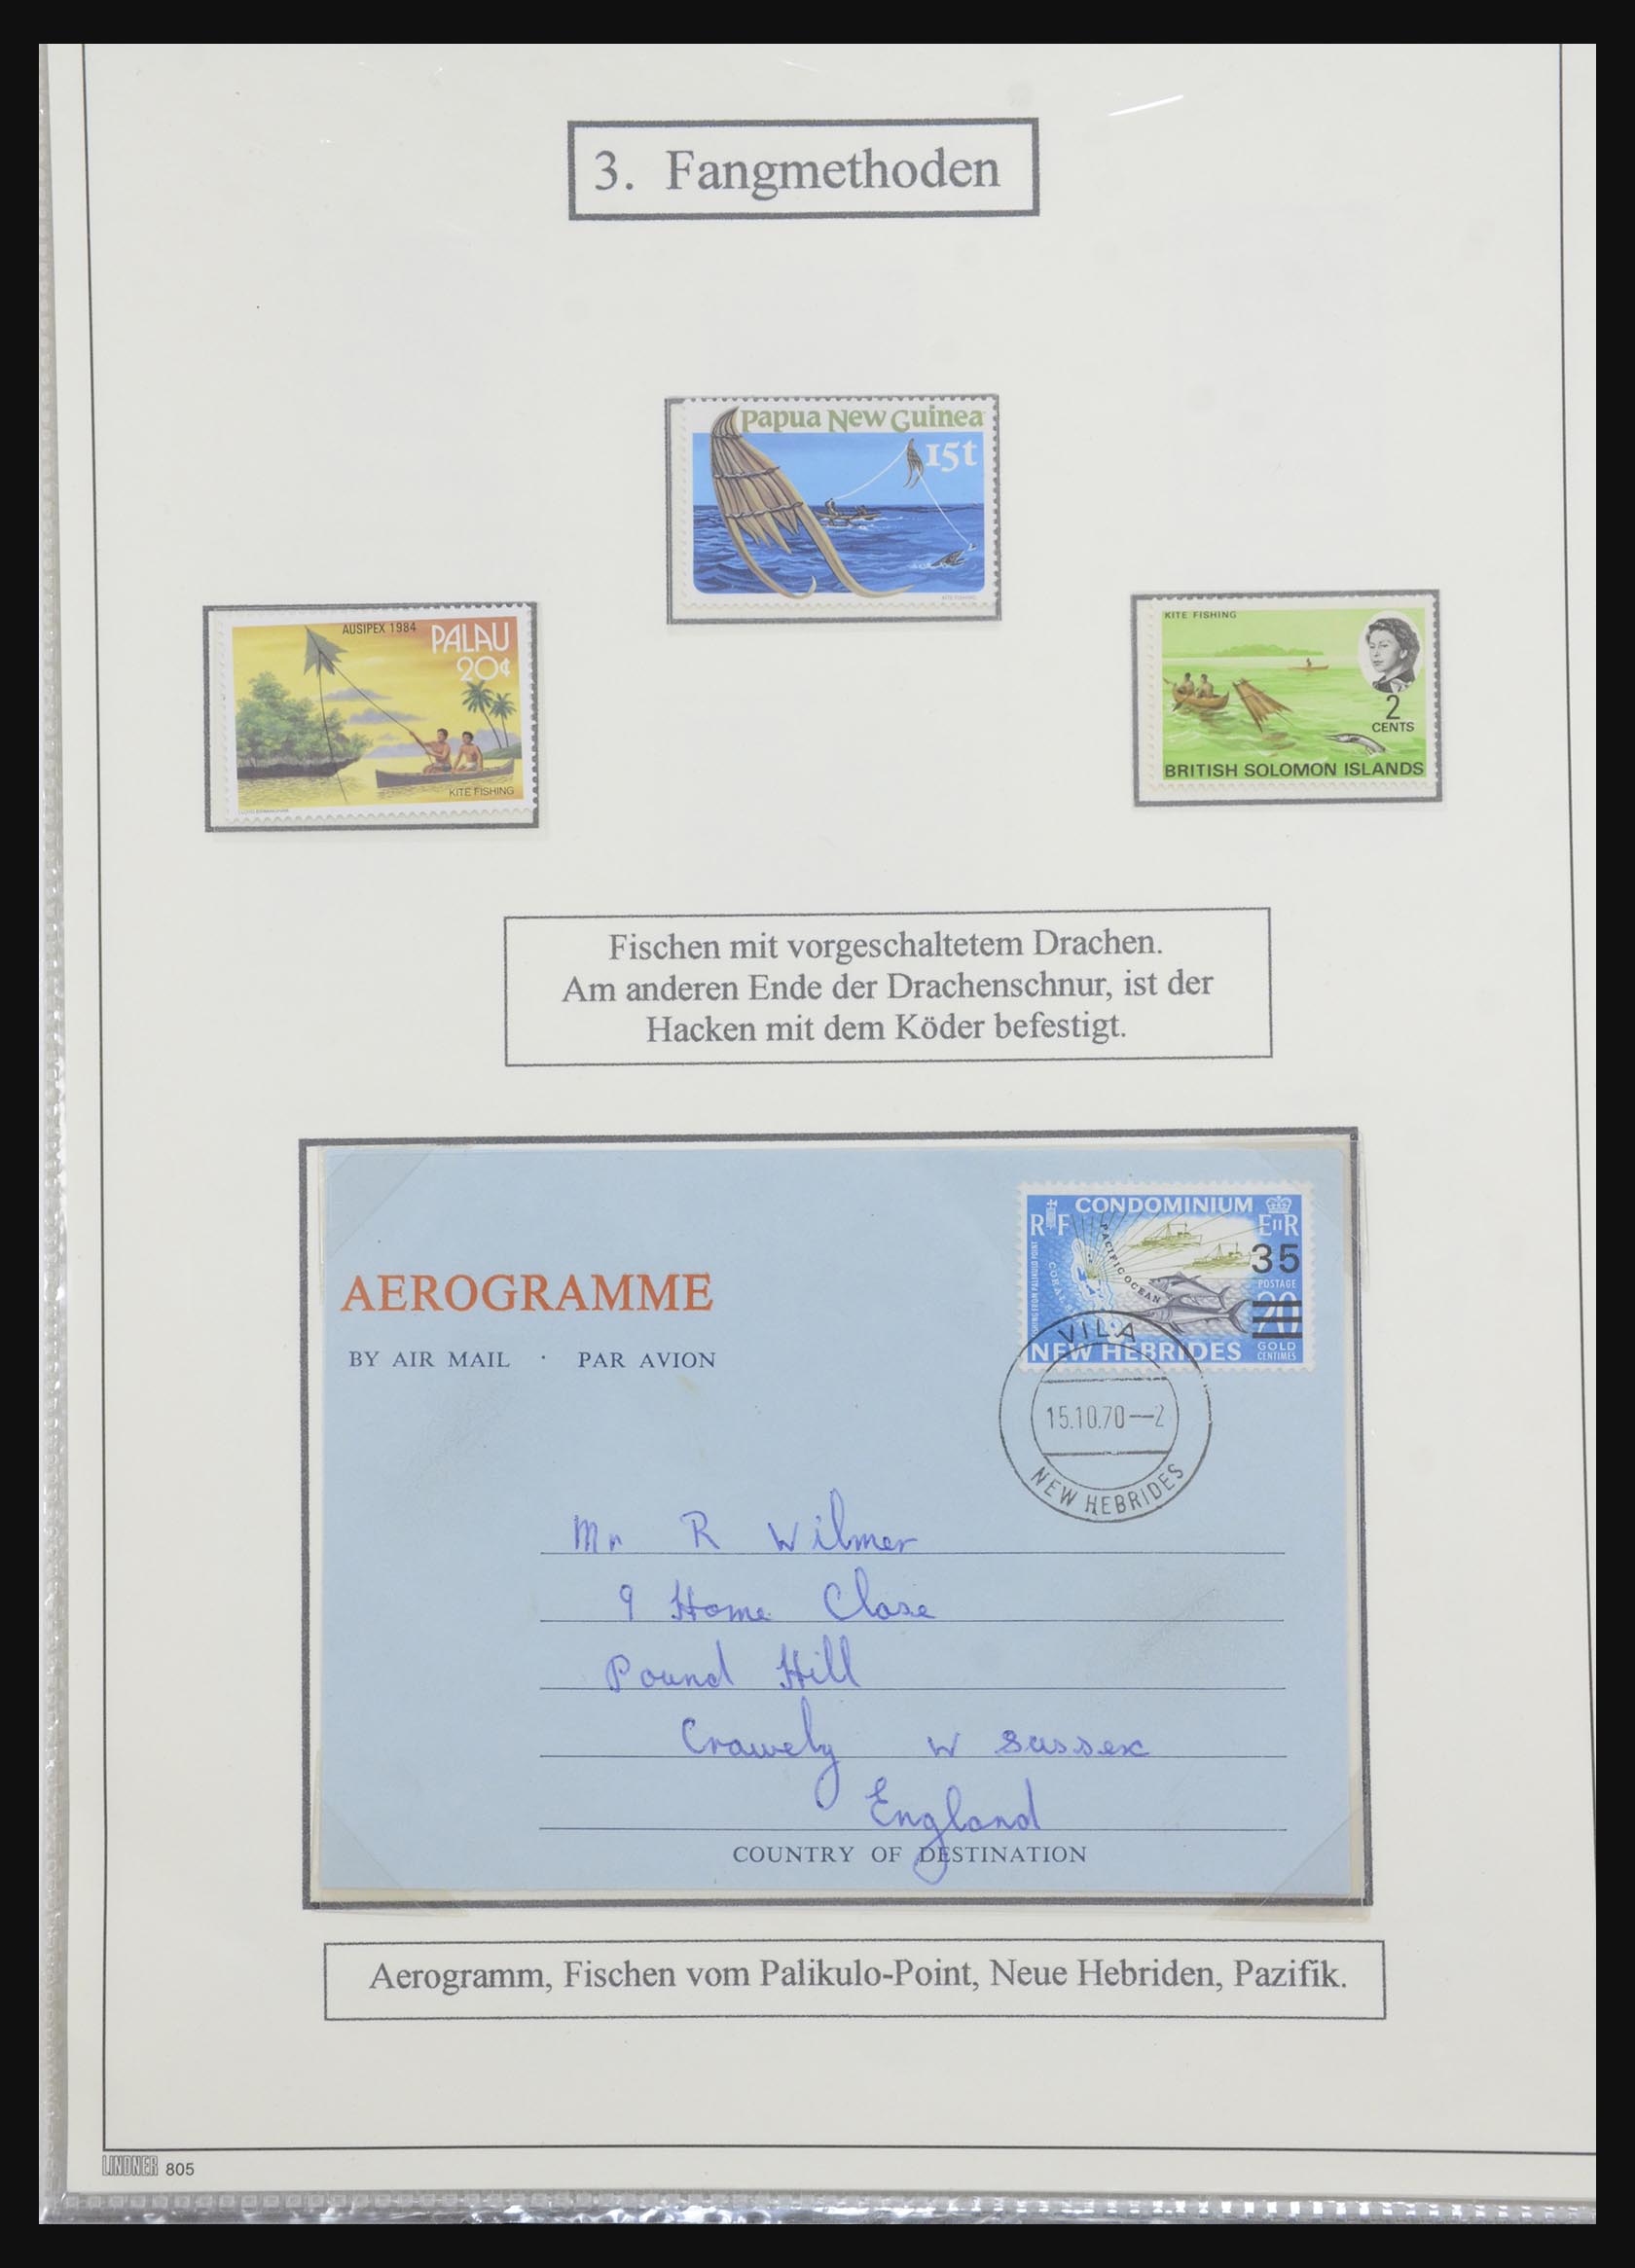 3. Fangmethoden
Papua New Guinea
15t
KITE FISHING
AUSIPEX 1984
PALAU
20¢
KITE FISHING
KITE FISHING
2
CENTS
BRITISH SOLOMON ISLANDS
Fischen mit vorgeschaltetem Drachen.
Am anderen Ende der Drachenschnur, ist der
Hacken mit dem Köder befestigt.
CONDOMINIUM
RF EIIR
PACIFIC OCEAN
35
POSTAGE
20
GOLD
CENTIMES
NEW HEBRIDES
AEROGRAMME
BY AIR MAIL · PAR AVION
VILA
15.10.70—2
NEW HEBRIDES
Mr R Wilmer
9 Home Close
Pound Hill
Crawely W Sussex
England
COUNTRY OF DESTINATION
Aerogramm, Fischen vom Palikulo-Point, Neue Hebriden, Pazifik.
LINDNER 805